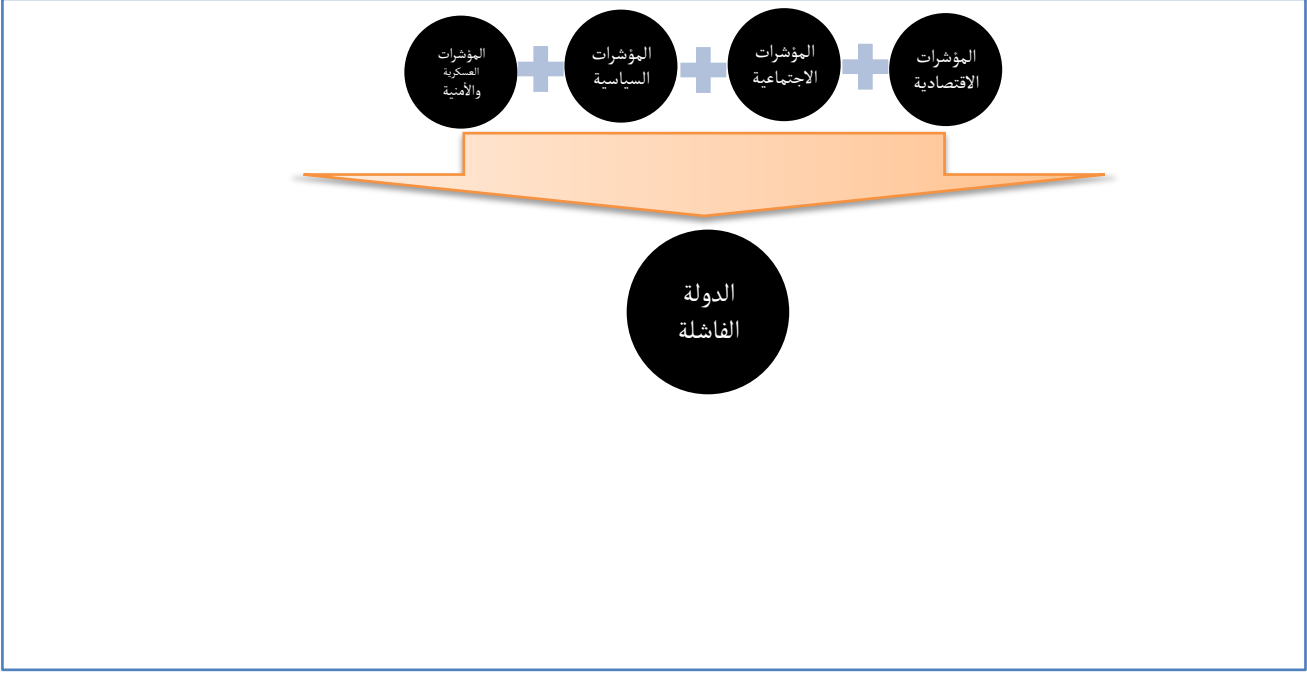 المؤشرات
الاقتصادية
المؤشرات
الاجتماعية
المؤشرات
السياسية
المؤشرات
العسكرية
والأمنية
الدولة
الفاشلة